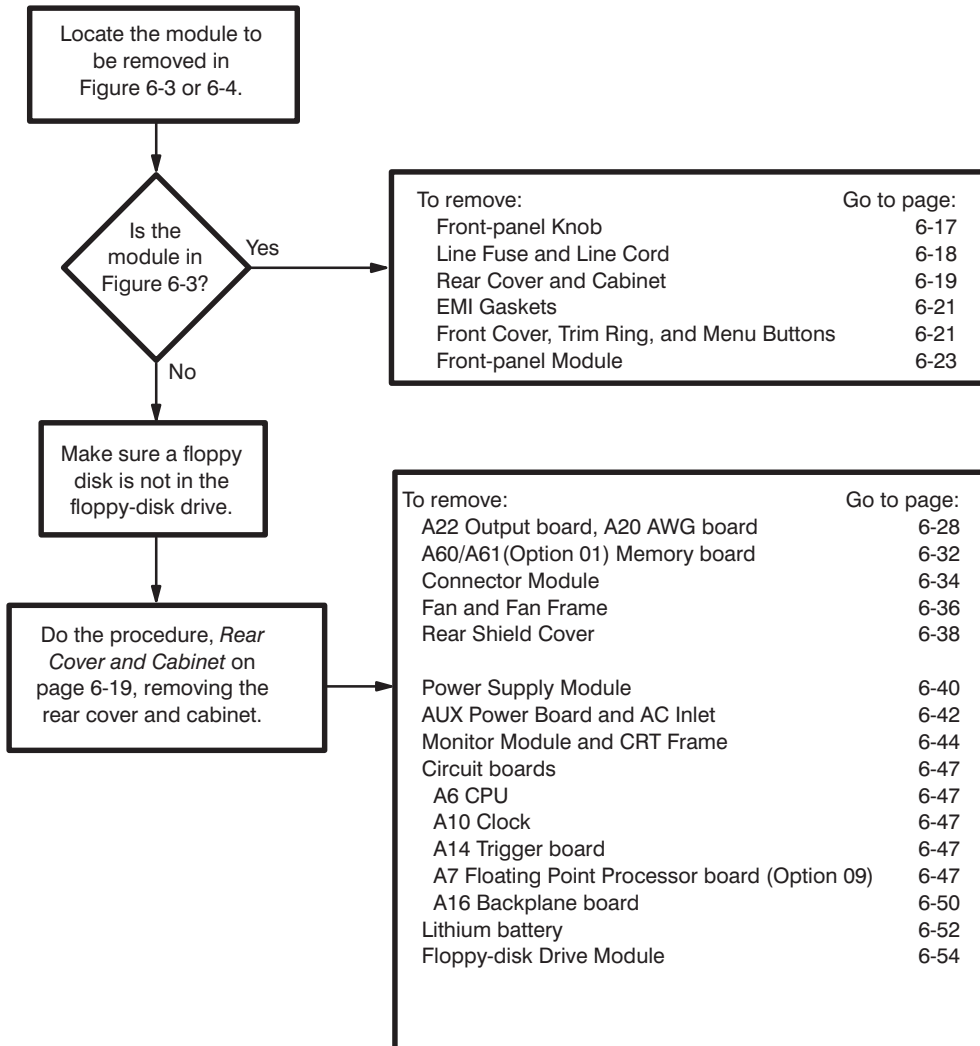 Locate the module to
be removed in
Figure 6-3 or 6-4.
Is the
module in
Figure 6-3?
Yes
To remove: Go to page:
Front-panel Knob 6-17
Line Fuse and Line Cord 6-18
Rear Cover and Cabinet 6-19
EMI Gaskets 6-21
Front Cover, Trim Ring, and Menu Buttons 6-21
Front-panel Module 6-23
No
Make sure a floppy
disk is not in the
floppy-disk drive.
Do the procedure, Rear
Cover and Cabinet on
page 6-19, removing the
rear cover and cabinet.
To remove: Go to page:
A22 Output board, A20 AWG board 6-28
A60/A61(Option 01) Memory board 6-32
Connector Module 6-34
Fan and Fan Frame 6-36
Rear Shield Cover 6-38
Power Supply Module 6-40
AUX Power Board and AC Inlet 6-42
Monitor Module and CRT Frame 6-44
Circuit boards 6-47
A6 CPU 6-47
A10 Clock 6-47
A14 Trigger board 6-47
A7 Floating Point Processor board (Option 09) 6-47
A16 Backplane board 6-50
Lithium battery 6-52
Floppy-disk Drive Module 6-54